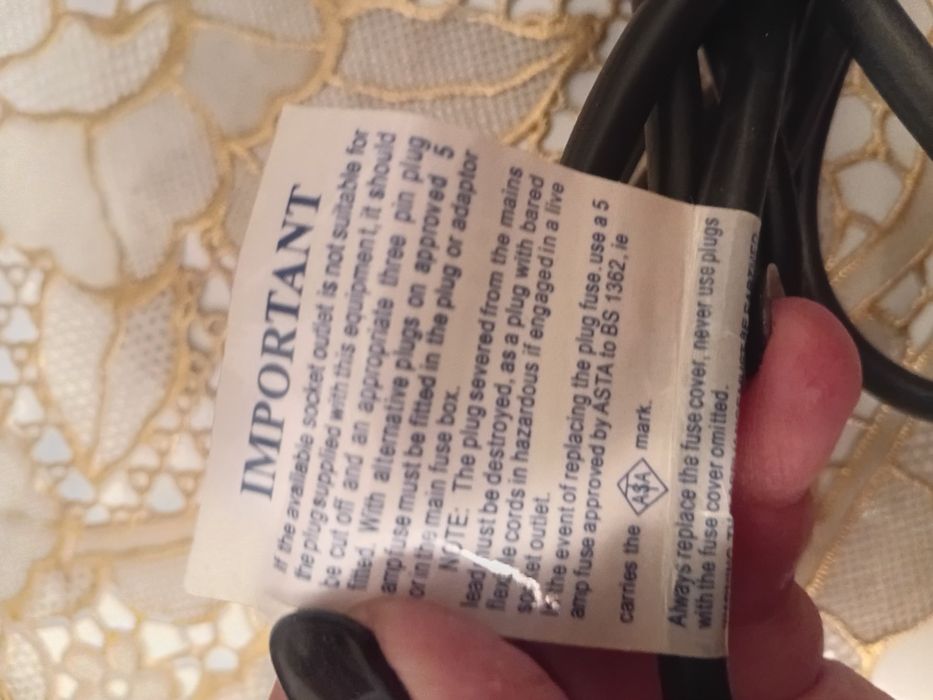 IMPORTANT
If the available socket outlet is not suitable for
the plug supplied with this equipment, it should
be cut off and an appropriate three pin plug
fitted. With alternative plugs on approved 5
amp fuse must be fitted in the plug or adaptor
or in the main fuse box.
NOTE: The plug severed from the mains
lead must be destroyed, as a plug with bared
flexible cords in hazardous if engaged in a live
socket outlet.
In the event of replacing the plug fuse. use a 5
amp fuse approved by ASTA to BS 1362, ie
carries the ASA mark.
Always replace the fuse cover, never use plugs
with the fuse cover omitted.